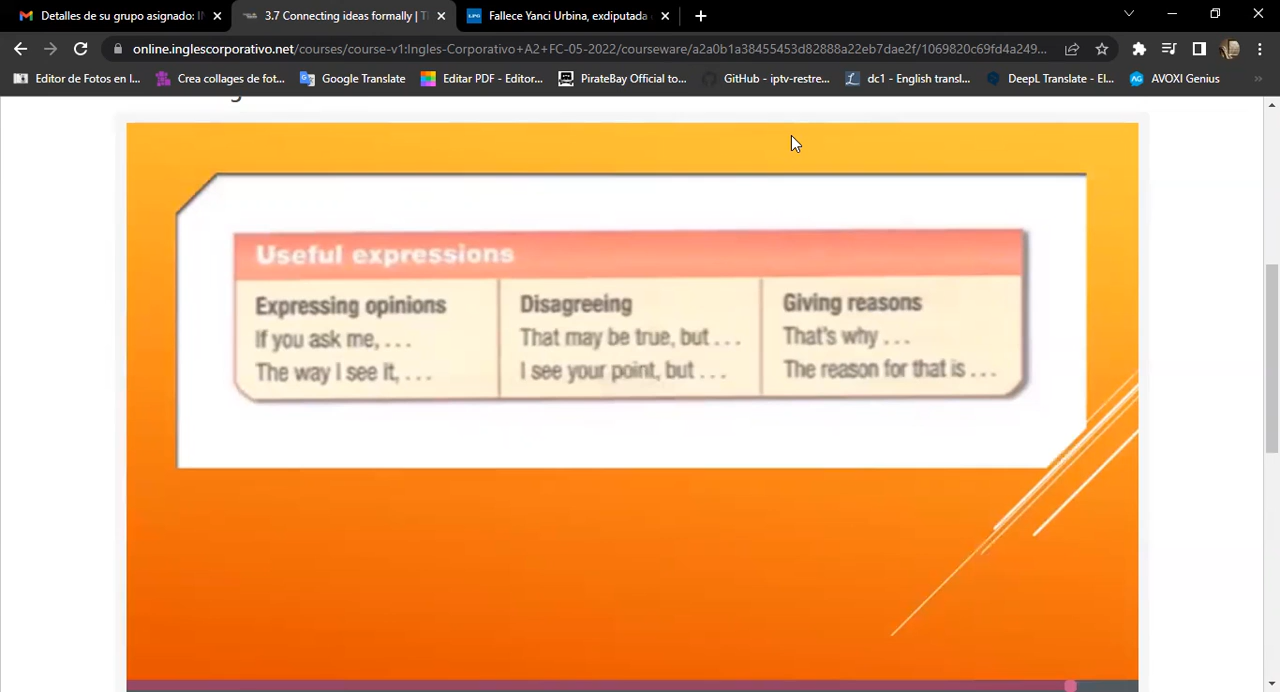 Detalles de su grupo asignado: I
3.7 Connecting ideas formally | T
Fallece Yanci Urbina, exdiputada
online.inglescorporativo.net/courses/course-v1:Ingles-Corporativo+A2+FC-05-2022/courseware/a2a0b1a38455453d82888a22eb7dae2f/1069820c69fd4a249...
Editor de Fotos en l...
Crea collages de fot...
Google Translate
Editar PDF - Editor...
PirateBay Official to...
GitHub - iptv-restre...
dc1 - English transl...
DeepL Translate - El...
AVOXI Genius
Useful expressions
Expressing opinions
If you ask me, . . .
The way I see it, . . .
Disagreeing
That may be true, but . . .
I see your point, but . . .
Giving reasons
That's why . . .
The reason for that is . . .